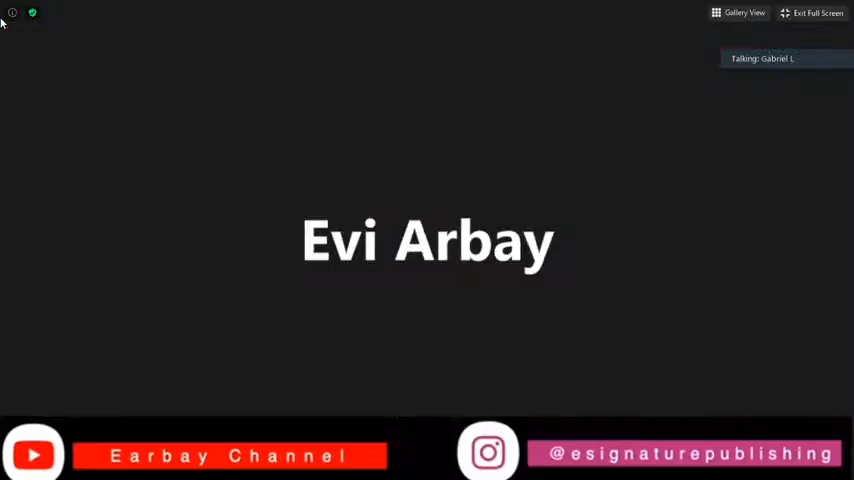 Gallery View
Exit Full Screen
Talking: Gabriel L
Evi Arbay
Earbay Channel
@esignaturepublishing